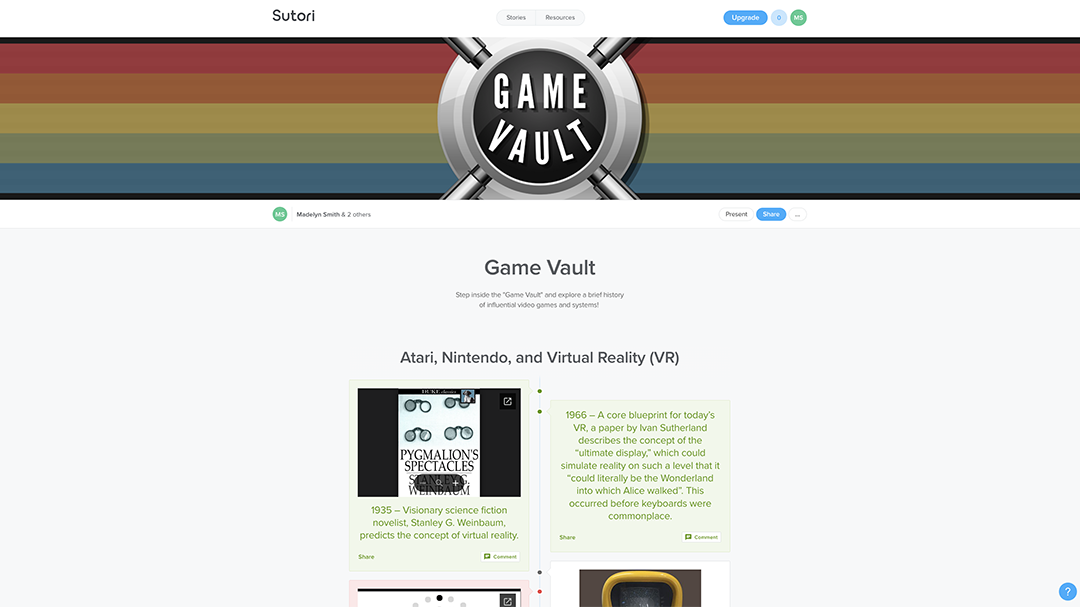 Sutori
Stories
Resources
Upgrade
0
MS
GAME
VAULT
MS
Madelyn Smith & 2 others
Present
Share
...
Game Vault
Step inside the "Game Vault" and explore a brief history
of influential video games and systems!
Atari, Nintendo, and Virtual Reality (VR)
PYGMALION'S
SPECTACLES
STANLEY G.
WEINBAUM
1935 – Visionary science fiction
novelist, Stanley G. Weinbaum,
predicts the concept of virtual reality.
Share
Comment
1966 – A core blueprint for today's
VR, a paper by Ivan Sutherland
describes the concept of the
“ultimate display,” which could
simulate reality on such a level that it
“could literally be the Wonderland
into which Alice walked”. This
occurred before keyboards were
commonplace.
Share
Comment
?